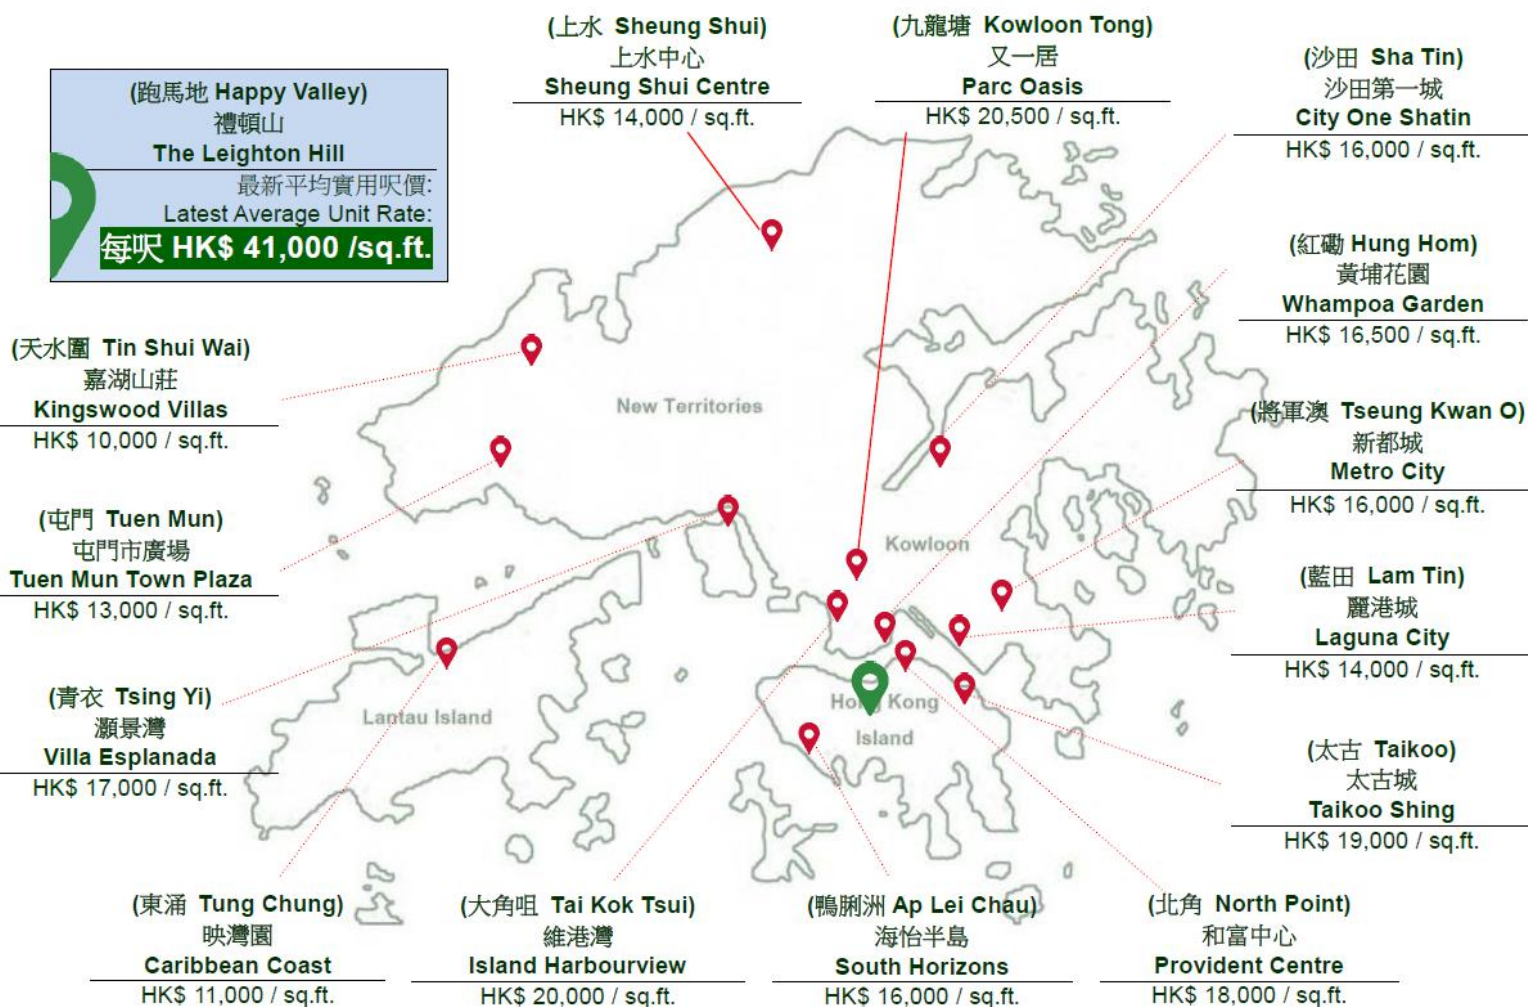 (跑馬地 Happy Valley)
禮頓山
The Leighton Hill
最新平均實用呎價:
Latest Average Unit Rate:
每呎 HK$ 41,000 /sq.ft.
(上水 Sheung Shui)
上水中心
Sheung Shui Centre
HK$ 14,000 / sq.ft.
(九龍塘 Kowloon Tong)
又一居
Parc Oasis
HK$ 20,500 / sq.ft.
(沙田 Sha Tin)
沙田第一城
City One Shatin
HK$ 16,000 / sq.ft.
(紅磡 Hung Hom)
黃埔花園
Whampoa Garden
HK$ 16,500 / sq.ft.
(天水圍 Tin Shui Wai)
嘉湖山莊
Kingswood Villas
HK$ 10,000 / sq.ft.
New Territories
(將軍澳 Tseung Kwan O)
新都城
Metro City
HK$ 16,000 / sq.ft.
(屯門 Tuen Mun)
屯門市廣場
Tuen Mun Town Plaza
HK$ 13,000 / sq.ft.
Kowloon
(藍田 Lam Tin)
麗港城
Laguna City
HK$ 14,000 / sq.ft.
(青衣 Tsing Yi)
灝景灣
Villa Esplanada
HK$ 17,000 / sq.ft.
Lantau Island
Hong Kong
Island
(太古 Taikoo)
太古城
Taikoo Shing
HK$ 19,000 / sq.ft.
(東涌 Tung Chung)
映灣園
Caribbean Coast
HK$ 11,000 / sq.ft.
(大角咀 Tai Kok Tsui)
維港灣
Island Harbourview
HK$ 20,000 / sq.ft.
(鴨脷洲 Ap Lei Chau)
海怡半島
South Horizons
HK$ 16,000 / sq.ft.
(北角 North Point)
和富中心
Provident Centre
HK$ 18,000 / sq.ft.